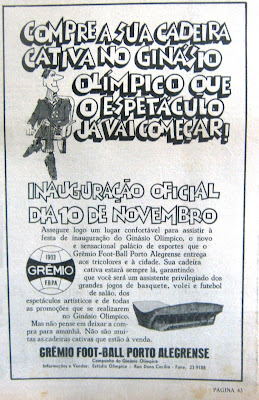 COMPRE A SUA CADEIRA
CATIVA NO GINÁSIO
OLÍMPICO QUE
O ESPETÁCULO
JÁ VAI COMEÇAR!
INAUGURAÇÃO OFICIAL
DIA 10 DE NOVEMBRO
Assegure logo um lugar confortável para assistir à
festa de inauguração do Ginásio Olímpico, o novo
e sensacional palácio de esportes que o
Grêmio Foot-Ball Porto Alegrense entrega
aos tricolores e à cidade. Sua cadeira
cativa estará sempre lá, garantindo
que você será um assistente privilegiado dos
grandes jogos de basquete, volei e futebol
de salão, dos
espetáculos artísticos e de todas
as promoções que se realizarem
no Ginásio Olímpico.
Mas não pense em deixar a com-
pra para amanhã. Não são mui-
tas as cadeiras cativas que estão à venda.
1903
GRÊMIO
F.B.P.A.
GRÊMIO FOOT-BALL PORTO ALEGRENSE
Campanha do Ginásio Olímpico
Informações e Vendas: Estádio Olímpico - Rua Dona Cecília - Fone, 23-9188
PÁGINA 43